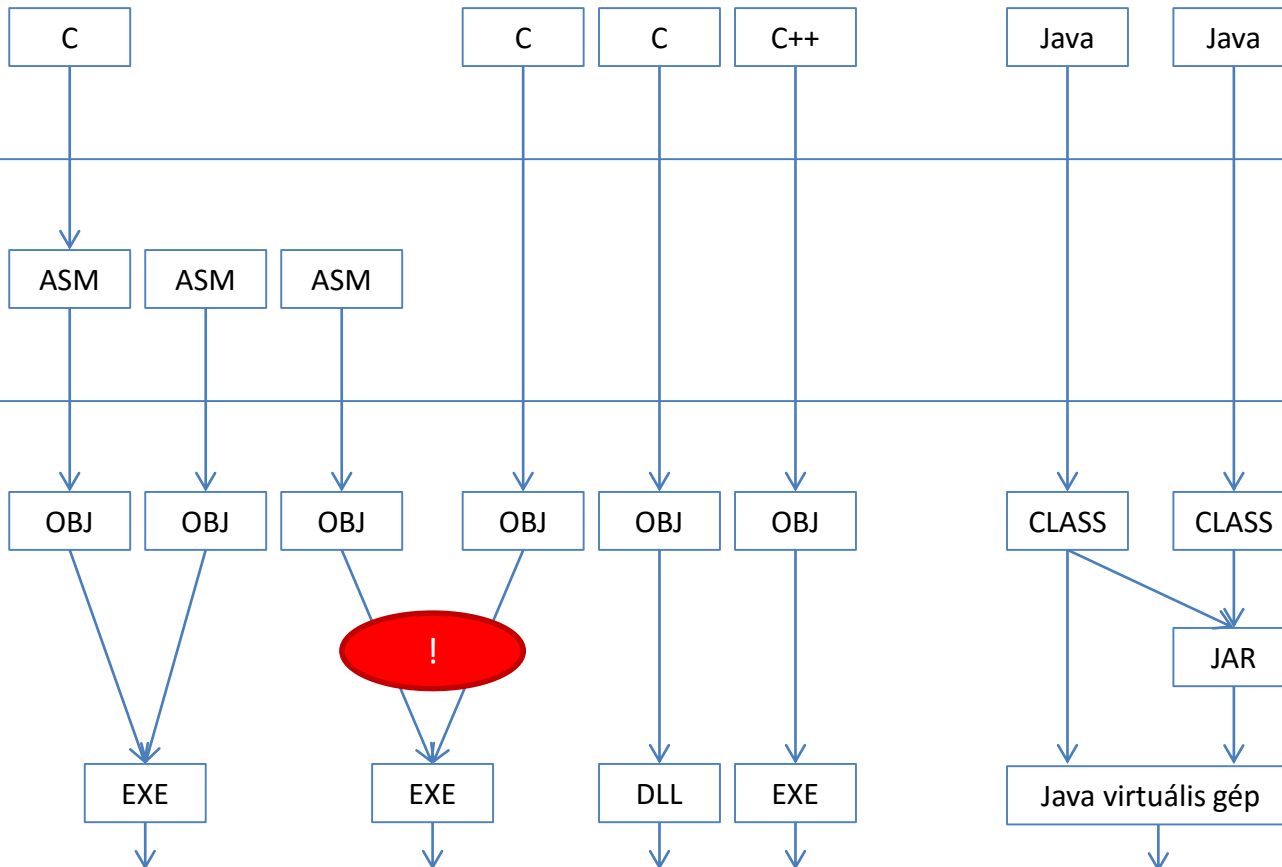 C C C C++ Java Java
ASM ASM ASM
OBJ OBJ OBJ OBJ OBJ OBJ CLASS CLASS
!
JAR
EXE EXE DLL EXE Java virtuális gép